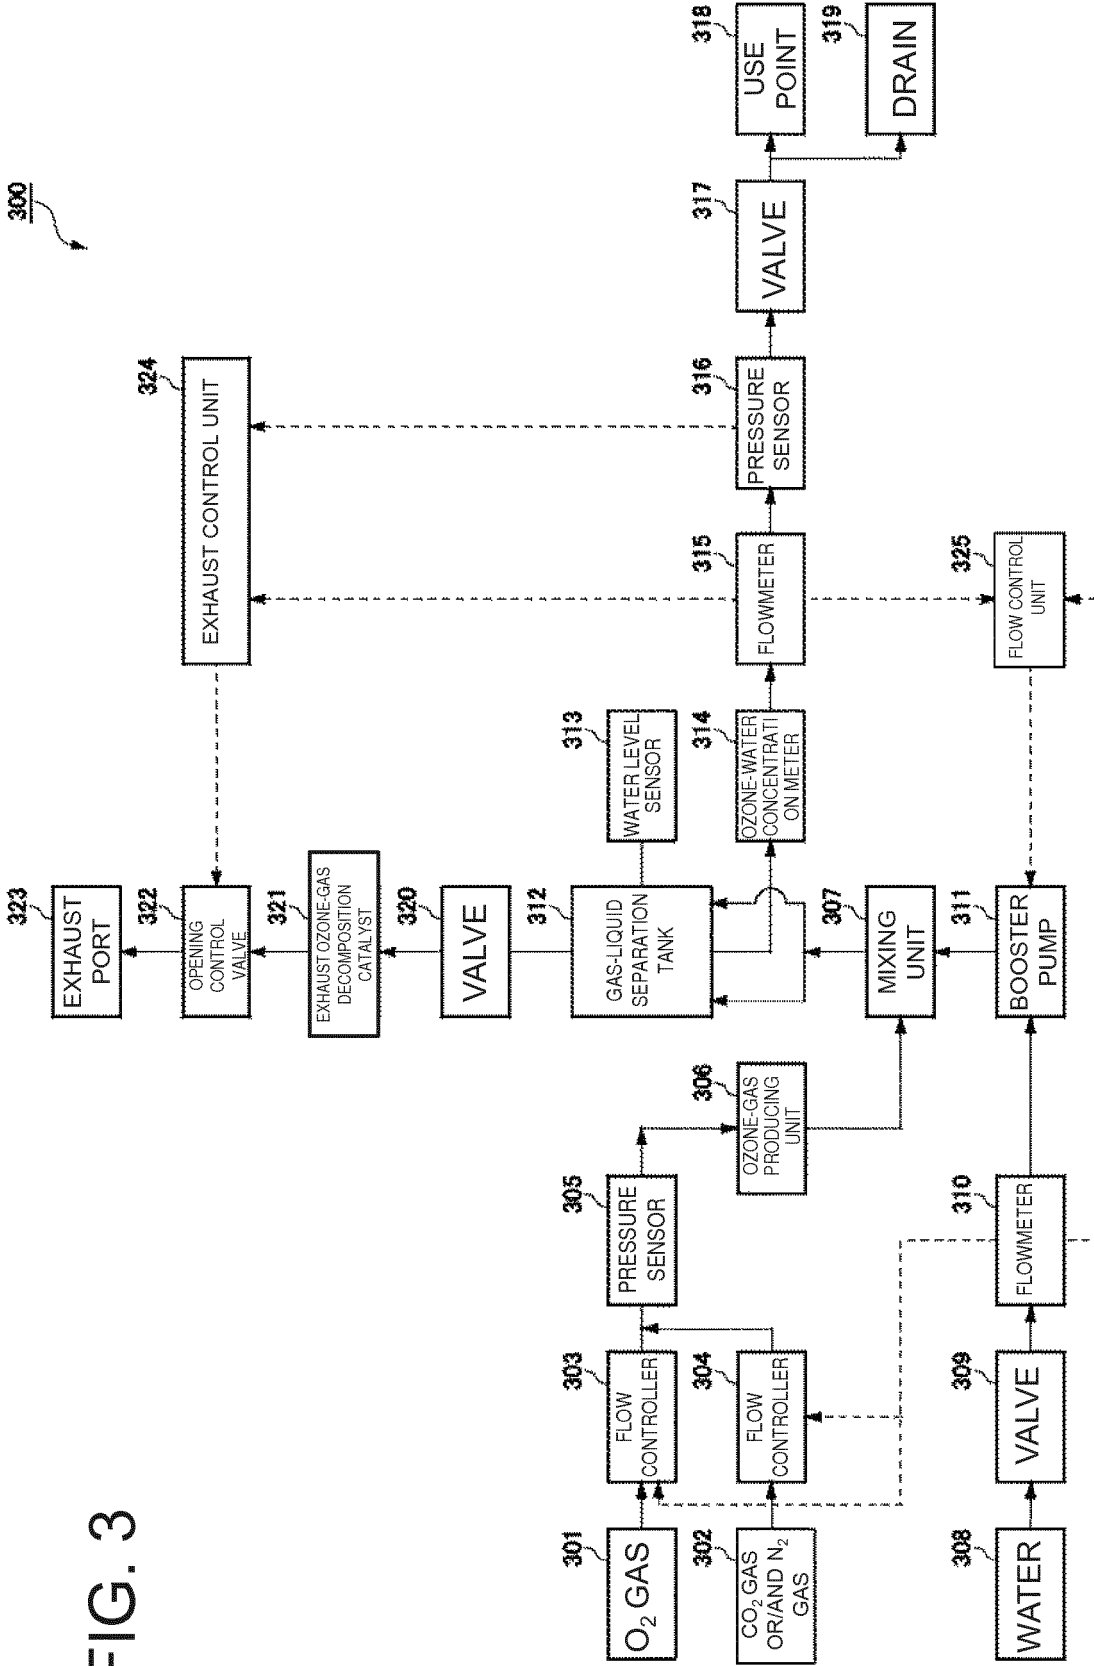 FIG. 3
300
301
O2 GAS
302
CO2 GAS
OR/AND N2
GAS
303
FLOW
CONTROLLER
304
FLOW
CONTROLLER
305
PRESSURE
SENSOR
306
OZONE-GAS
PRODUCING
UNIT
307
MIXING
UNIT
308
WATER
309
VALVE
310
FLOWMETER
311
BOOSTER
PUMP
312
GAS-LIQUID
SEPARATION
TANK
313
WATER LEVEL
SENSOR
314
OZONE-WATER
CONCENTRATI
ON METER
315
FLOWMETER
316
PRESSURE
SENSOR
317
VALVE
318
USE
POINT
319
DRAIN
320
VALVE
321
EXHAUST OZONE-GAS
DECOMPOSITION
CATALYST
322
OPENING
CONTROL
VALVE
323
EXHAUST
PORT
324
EXHAUST CONTROL UNIT
325
FLOW CONTROL
UNIT